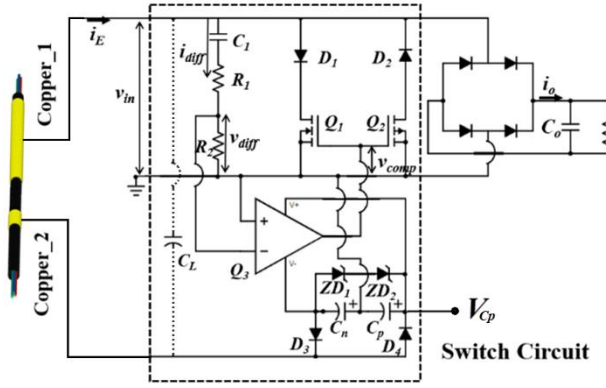 Copper_1
i_E
v_in
C_1
i_diff
R_1
D_1
D_2
Q_1
Q_2
R_2
v_diff
v_comp
i_o
C_o
V+
+
−
V-
Q_3
C_L
Copper_2
ZD_1
ZD_2
+
+
C_n
C_p
V_Cp
D_3
D_4
Switch Circuit